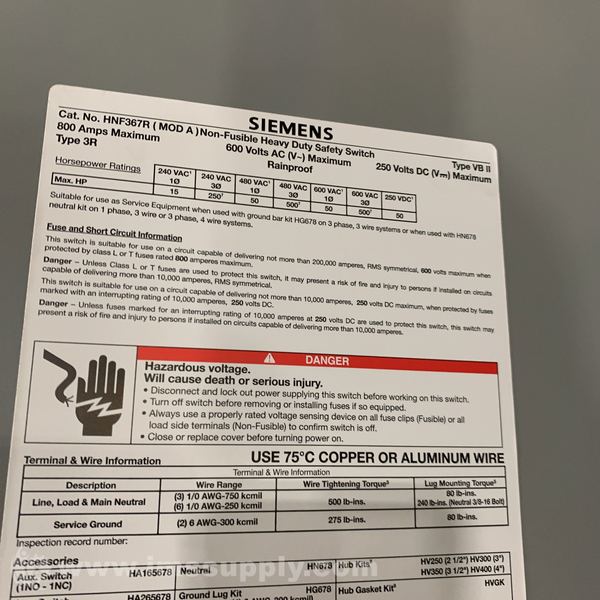 SIEMENS
Cat. No. HNF367R ( MOD A ) Non-Fusible Heavy Duty Safety Switch Type VB II
800 Amps Maximum 600 Volts AC (V~) Maximum 250 Volts DC (V⎓) Maximum
Type 3R Rainproof
Horsepower Ratings 240 VAC¹ 1Ø 240 VAC 3Ø 480 VAC¹ 1Ø 480 VAC 3Ø 600 VAC¹ 1Ø 600 VAC 3Ø 250 VDC¹
Max. HP 15 250⁷ 50 500⁷ 50 500⁷ 50
Suitable for use as Service Equipment when used with ground bar kit HG678 on 3 phase, 3 wire systems or when used with HN678
neutral kit on 1 phase, 3 wire or 3 phase, 4 wire systems.
Fuse and Short Circuit Information
This switch is suitable for use on a circuit capable of delivering not more than 200,000 amperes, RMS symmetrical, 600 volts maximum when
protected by class L or T fuses rated 800 amperes maximum.
Danger – Unless Class L or T fuses are used to protect this switch, it may present a risk of fire and injury to persons if installed on circuits
capable of delivering more than 10,000 amperes, RMS symmetrical.
This switch is suitable for use on a circuit capable of delivering not more than 10,000 amperes, 250 volts DC maximum, when protected by fuses
marked with an interrupting rating of 10,000 amperes, 250 volts DC.
Danger – Unless fuses marked for an interrupting rating of 10,000 amperes at 250 volts DC are used to protect this switch, this switch may
present a risk of fire and injury to persons if installed on circuits capable of delivering more than 10,000 amperes.
DANGER
Hazardous voltage.
Will cause death or serious injury.
• Disconnect and lock out power supplying this switch before working on this switch.
• Turn off switch before removing or installing fuses if so equipped.
• Always use a properly rated voltage sensing device on all fuse clips (Fusible) or all
load side terminals (Non-Fusible) to confirm switch is off.
• Close or replace cover before turning power on.
Terminal & Wire Information USE 75°C COPPER OR ALUMINUM WIRE
Terminal & Wire Information
Description Wire Range Wire Tightening Torque⁵ Lug Mounting Torque⁵
Line, Load & Main Neutral (3) 1/0 AWG-750 kcmil (6) 1/0 AWG-250 kcmil 500 lb-ins. 80 lb-ins. 240 lb-ins. (Neutral 3/8-16 Bolt)
Service Ground (2) 6 AWG-300 kcmil 275 lb-ins. 80 lb-ins.
Inspection record number:
Accessories
Aux. Switch HA165678 Neutral HN678 Hub Kits⁴ HV250 (2 1/2") HV300 (3")
(1NO - 1NC) HV350 (3 1/2") HV400 (4")
HA265678 Ground Lug Kit HG678 Hub Gasket Kit⁴ HVGK